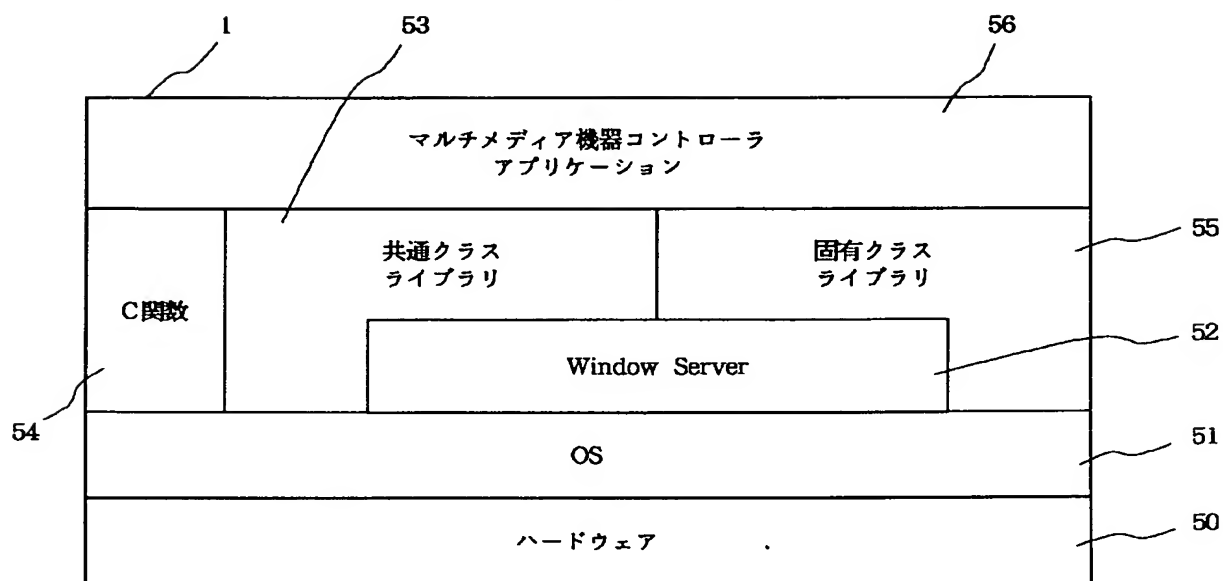 1
53
56
マルチメディア機器コントローラ
アプリケーション
共通クラス
ライブラリ
固有クラス
ライブラリ
55
C関数
Window Server
52
54
OS
51
ハードウェア
50